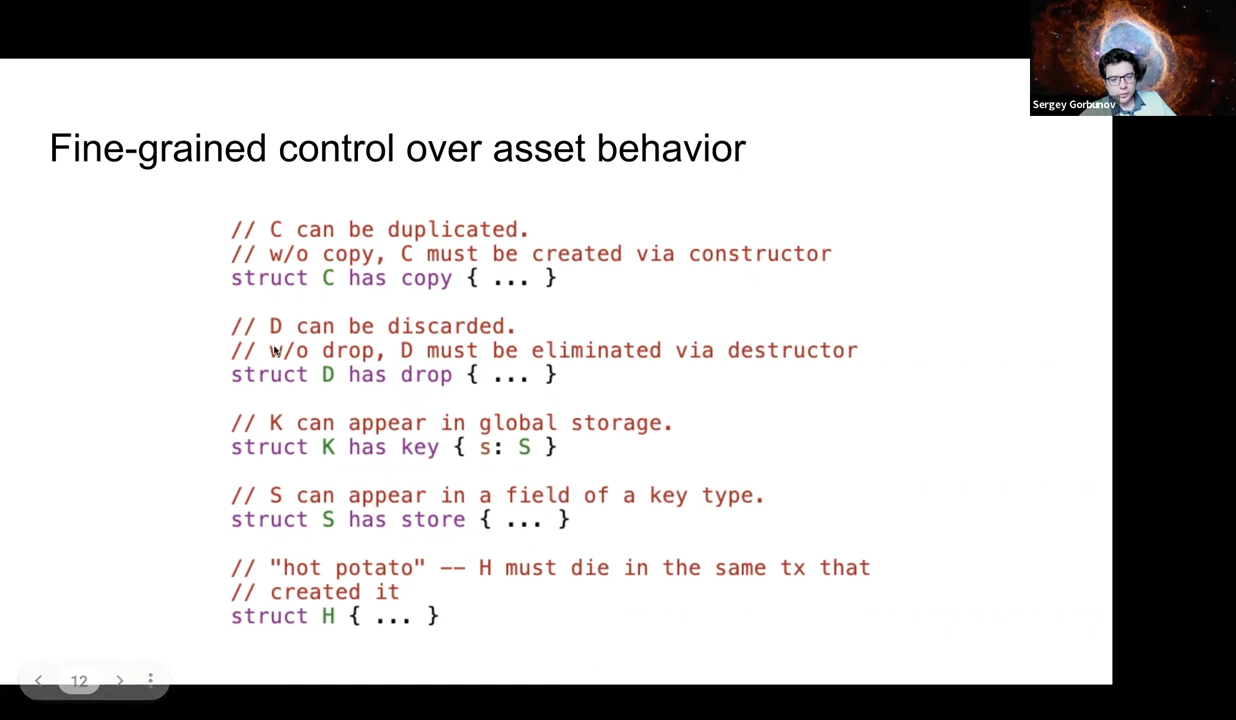 Sergey Gorbunov
Fine-grained control over asset behavior
// C can be duplicated.
// w/o copy, C must be created via constructor
struct C has copy { ... }
// D can be discarded.
// w/o drop, D must be eliminated via destructor
struct D has drop { ... }
// K can appear in global storage.
struct K has key { s: S }
// S can appear in a field of a key type.
struct S has store { ... }
// "hot potato" -- H must die in the same tx that
// created it
struct H { ... }
12